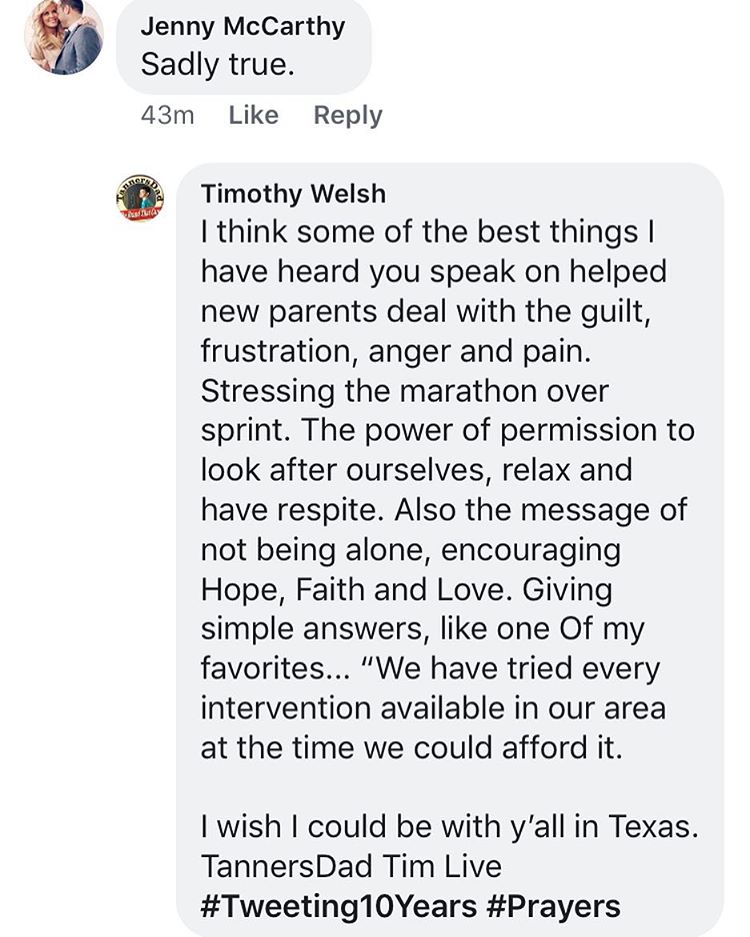 Jenny McCarthy
Sadly true.
43m Like Reply
TannersDad
Timothy Welsh
I think some of the best things I
have heard you speak on helped
new parents deal with the guilt,
frustration, anger and pain.
Stressing the marathon over
sprint. The power of permission to
look after ourselves, relax and
have respite. Also the message of
not being alone, encouraging
Hope, Faith and Love. Giving
simple answers, like one Of my
favorites... “We have tried every
intervention available in our area
at the time we could afford it.
I wish I could be with y’all in Texas.
TannersDad Tim Live
#Tweeting10Years #Prayers